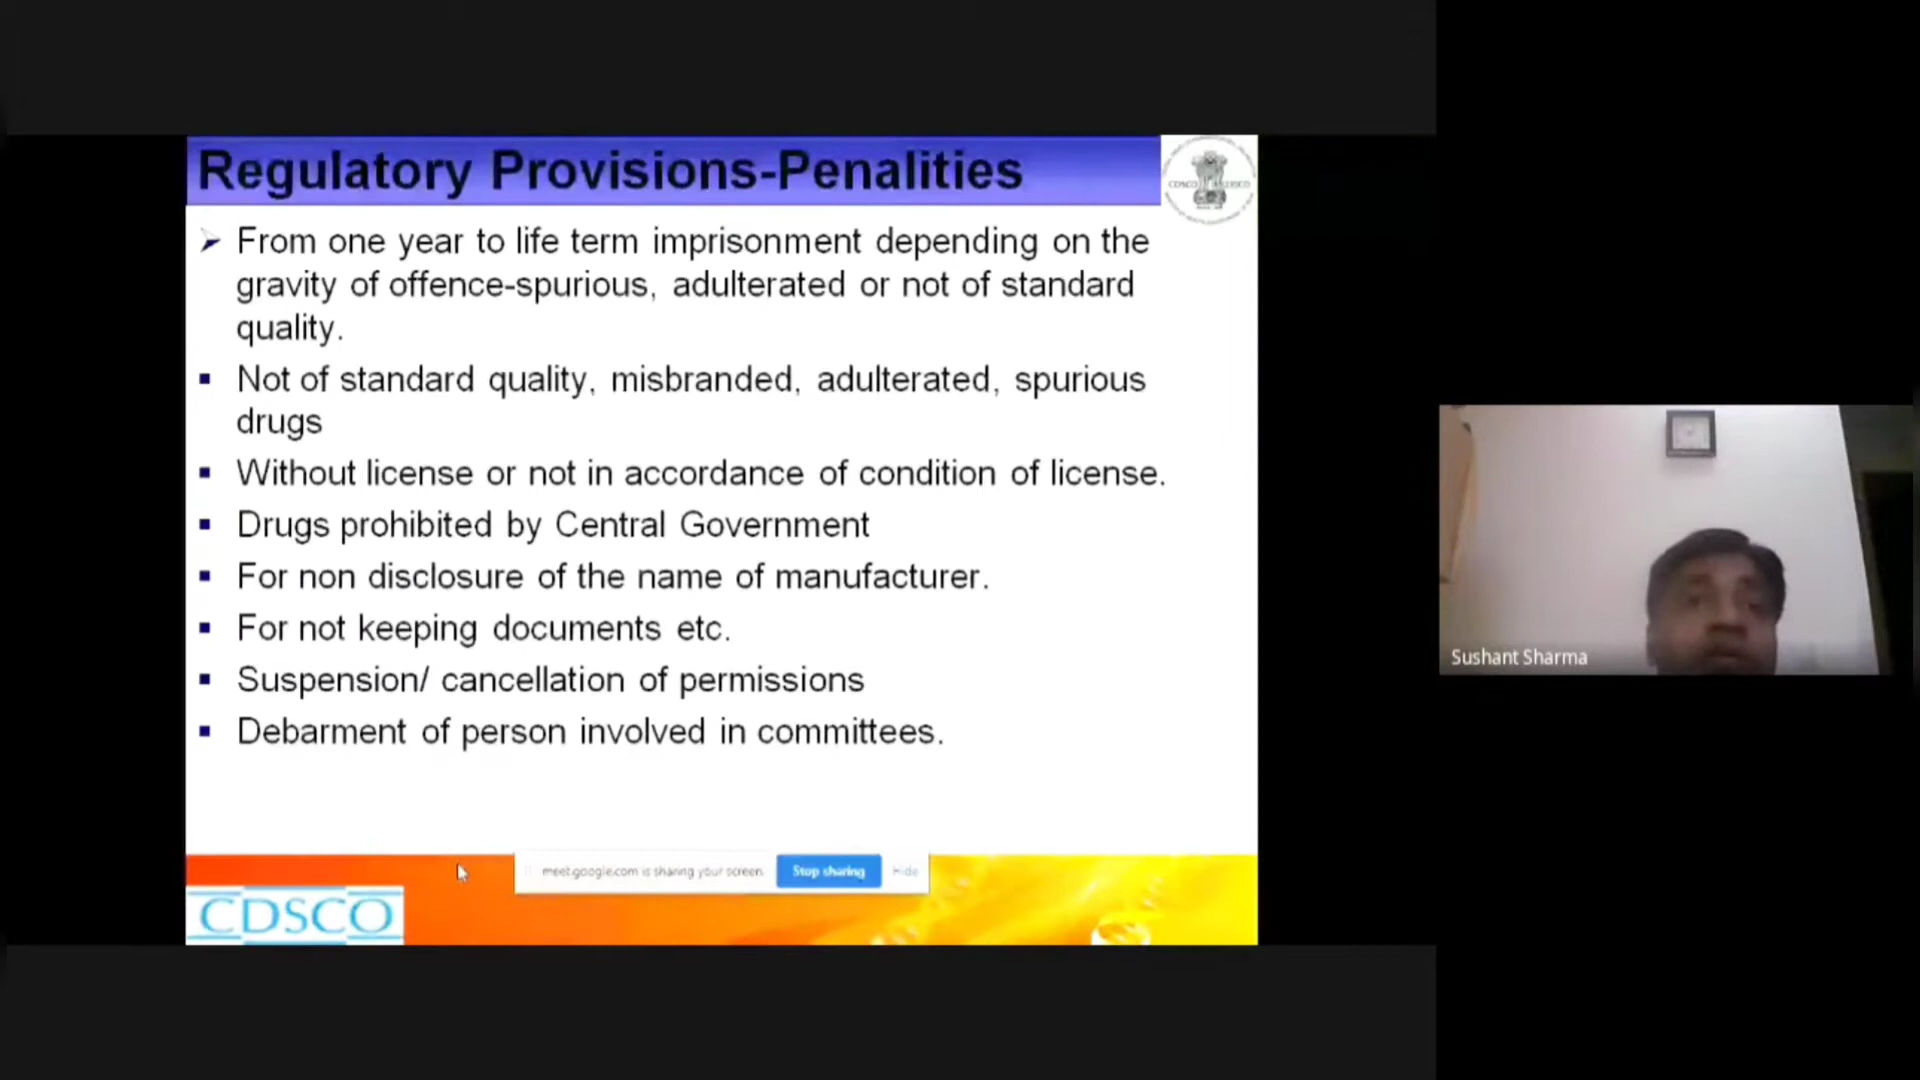 Regulatory Provisions-Penalities
From one year to life term imprisonment depending on the
gravity of offence-spurious, adulterated or not of standard
quality.
Not of standard quality, misbranded, adulterated, spurious
drugs
Without license or not in accordance of condition of license.
Drugs prohibited by Central Government
For non disclosure of the name of manufacturer.
For not keeping documents etc.
Suspension/ cancellation of permissions
Debarment of person involved in committees.
meet.google.com is sharing your screen.
Stop sharing
Hide
CDSCO
Sushant Sharma